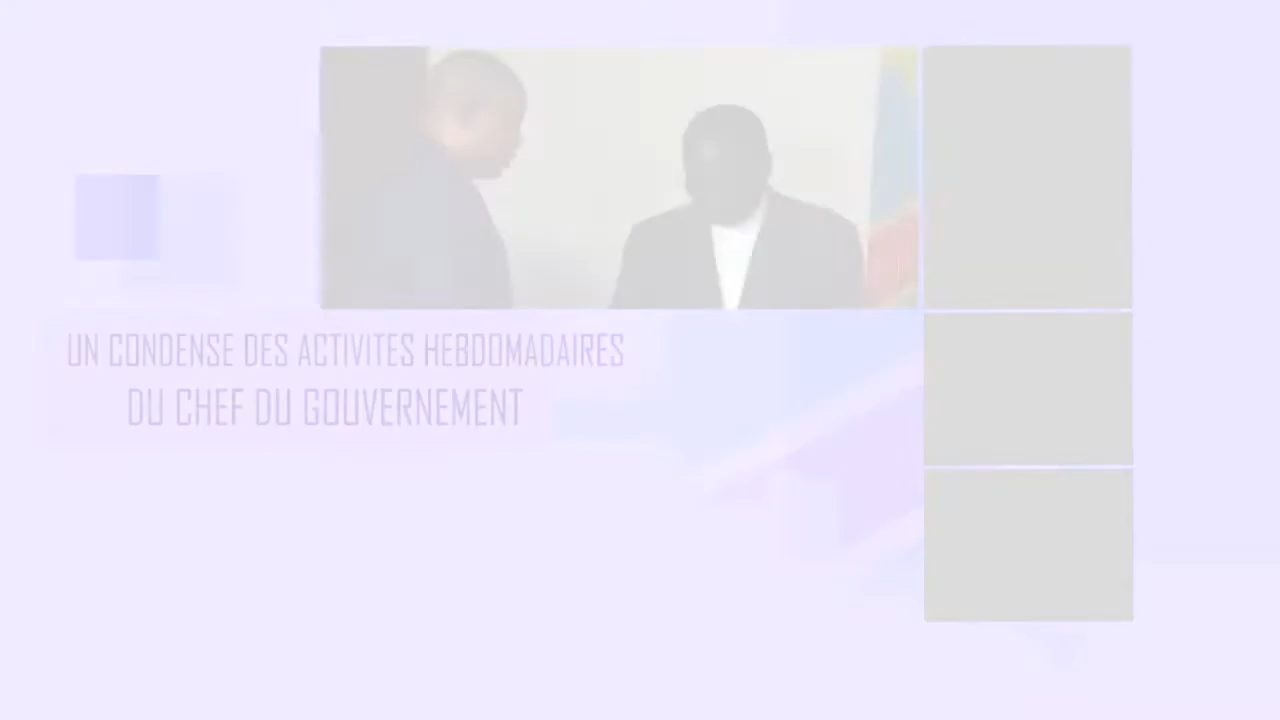 UN CONDENSE DES ACTIVITES HEBDOMADAIRES
DU CHEF DU GOUVERNEMENT